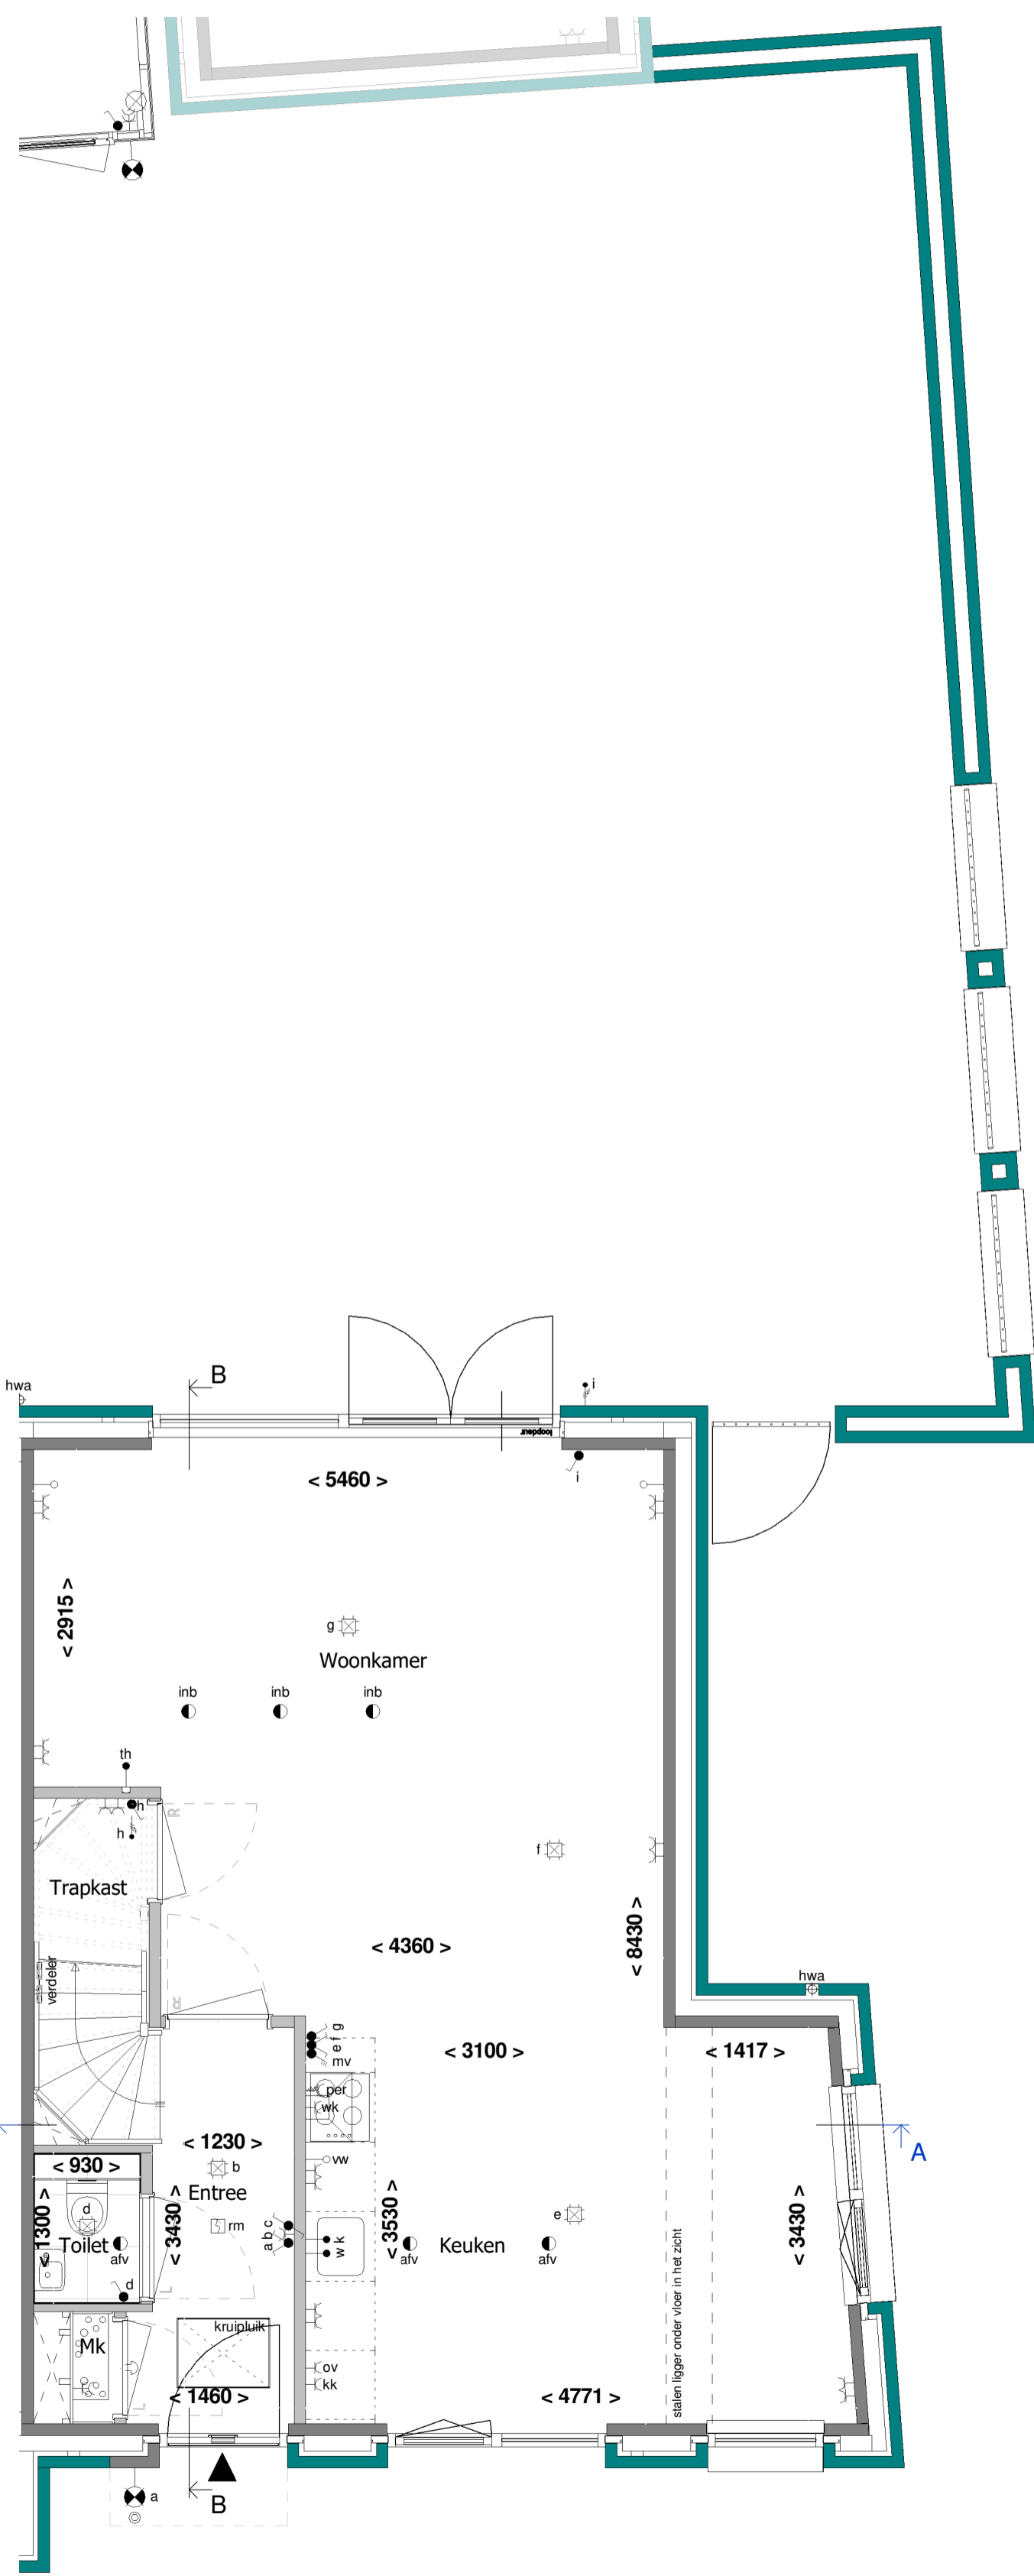 B
hwa
i
loopdeur
i
< 5460 >
< 2915 >
g
Woonkamer
inb
inb
inb
th
h
h
R
f
Trapkast
< 8430 >
< 4360 >
verdeler
R
hwa
e f g
mv
< 3100 >
< 1417 >
per
wk
A
< 1230 >
vw
< 930 >
b
Entree
d
< 1300 >
< 3430 >
rm
a b c
w k
< 3530 >
e
< 3430 >
Toilet
afv
afv
Keuken
afv
d
L
stalen ligger onder vloer in het zicht
kruipluik
Mk
ov
kk
L
< 1460 >
< 4771 >
a
B